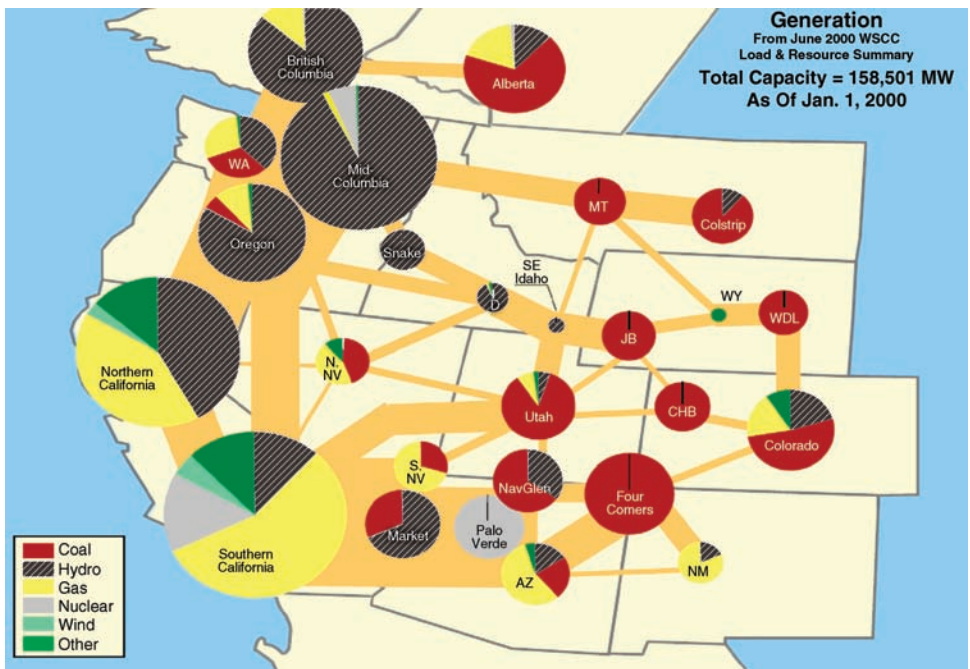 Generation
From June 2000 WSCC
Load & Resource Summary
Total Capacity = 158,501 MW
As Of Jan. 1, 2000
British
Columbia
Alberta
WA
Mid-
Columbia
MT
Colstrip
Oregon
Snake
SE
Idaho
ID
WY
WDL
JB
Northern
California
N.
NV
Utah
CHB
Colorado
S.
NV
NavGlen
Four
Corners
Market
Palo
Verde
Southern
California
AZ
NM
Coal
Hydro
Gas
Nuclear
Wind
Other